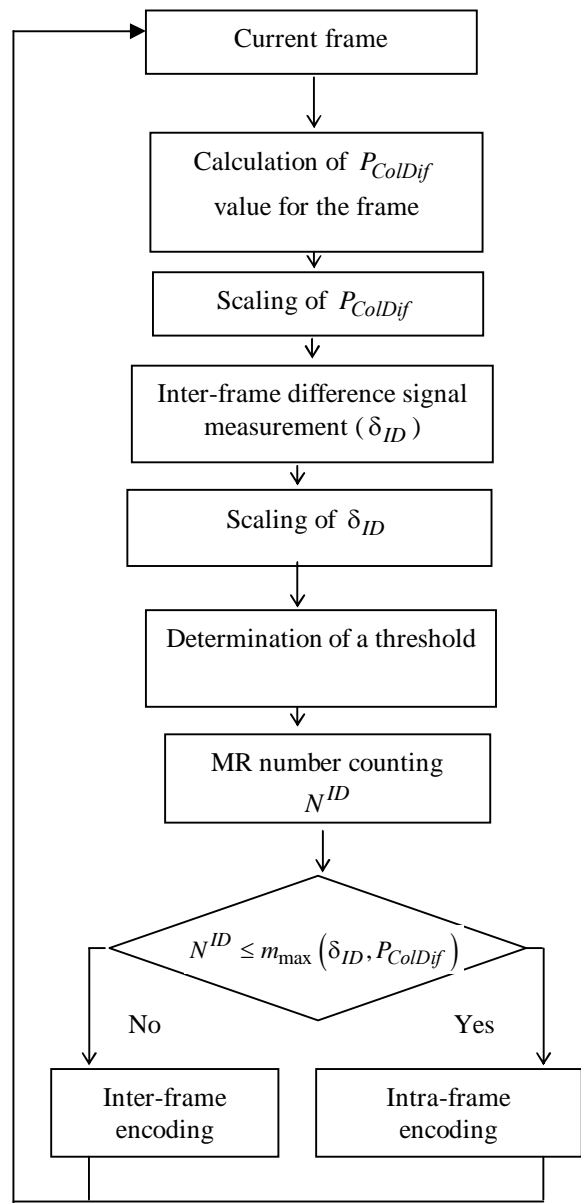 Current frame
Calculation of P_ColDif
value for the frame
Scaling of P_ColDif
Inter-frame difference signal
measurement ( δ_ID )
Scaling of δ_ID
Determination of a threshold
MR number counting
N^ID
N^ID ≤ m_max (δ_ID, P_ColDif)
No
Yes
Inter-frame
encoding
Intra-frame
encoding